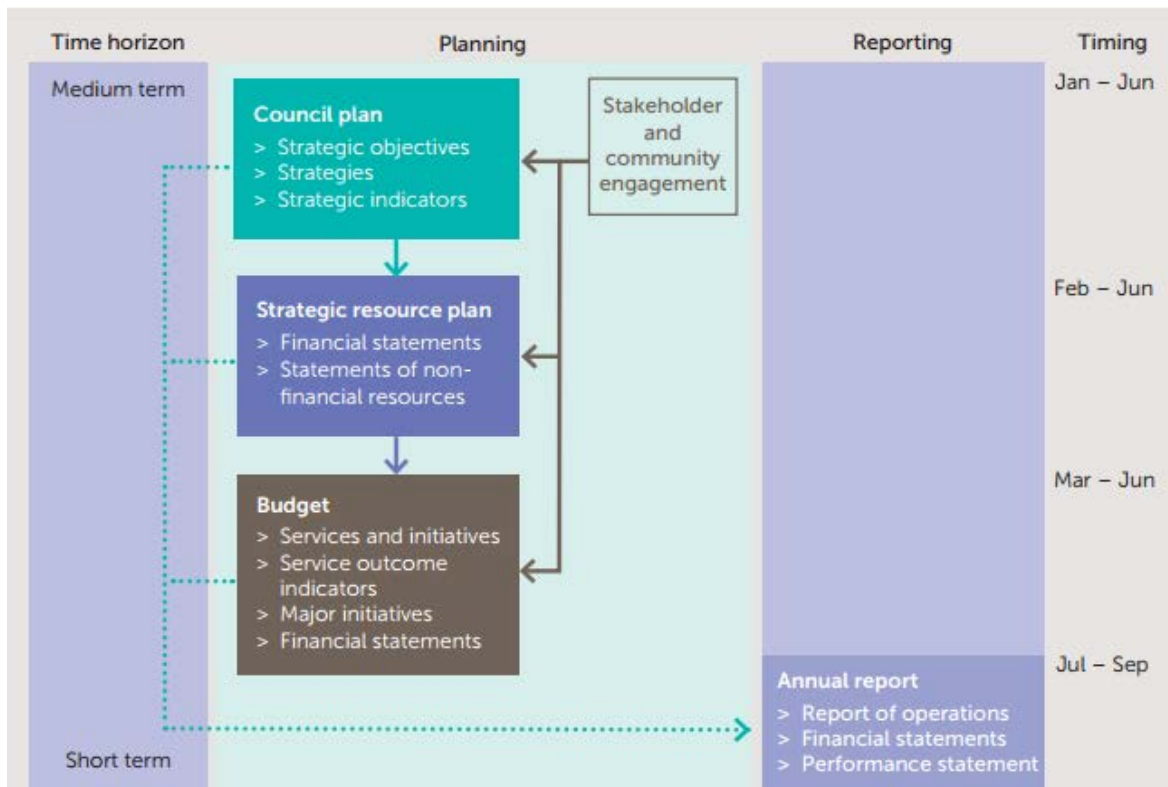 Time horizon
Planning
Reporting
Timing
Medium term
Council plan
> Strategic objectives
> Strategies
> Strategic indicators
Stakeholder
and
community
engagement
Jan – Jun
Strategic resource plan
> Financial statements
> Statements of non-
financial resources
Feb – Jun
Budget
> Services and initiatives
> Service outcome
indicators
> Major initiatives
> Financial statements
Mar – Jun
Annual report
> Report of operations
> Financial statements
> Performance statement
Jul – Sep
Short term